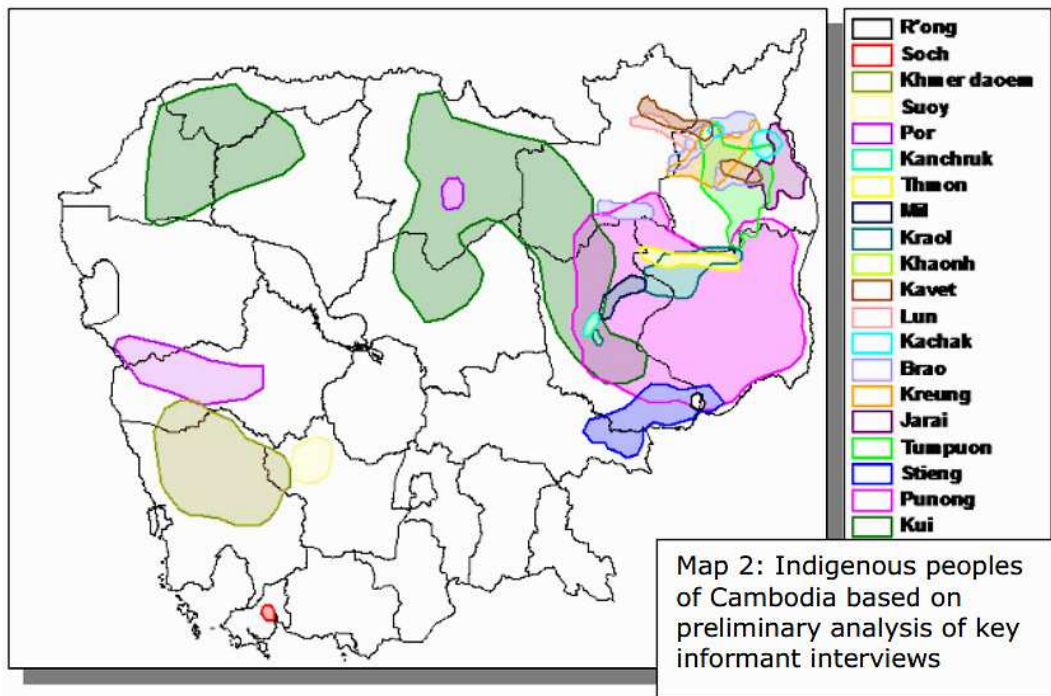 R'ong
Soch
Khmer daoem
Suoy
Por
Kanchruk
Thmon
Mil
Kraol
Khaonh
Kavet
Lun
Kachak
Brao
Kreung
Jarai
Tumpuon
Stieng
Punong
Kui
Map 2: Indigenous peoples
of Cambodia based on
preliminary analysis of key
informant interviews